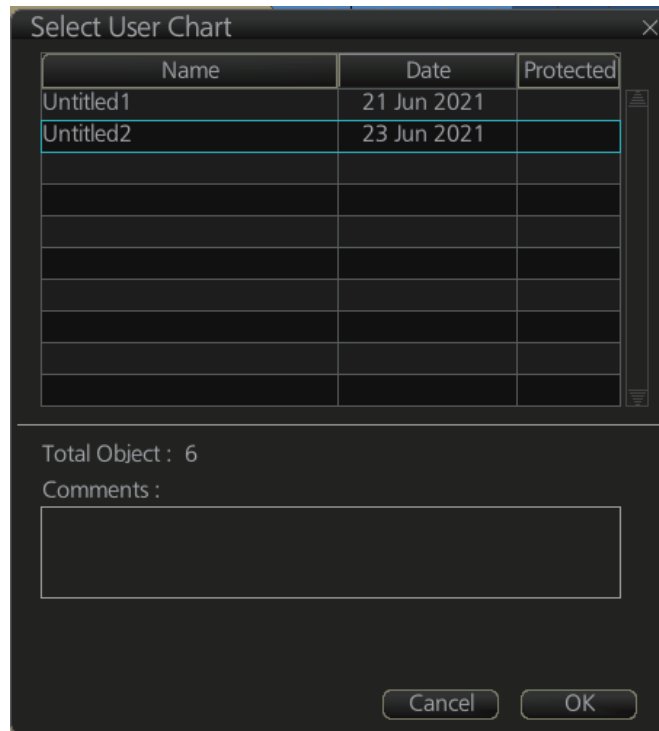 Select User Chart
Name Date Protected
Untitled1 21 Jun 2021
Untitled2 23 Jun 2021
Total Object : 6
Comments :
Cancel OK